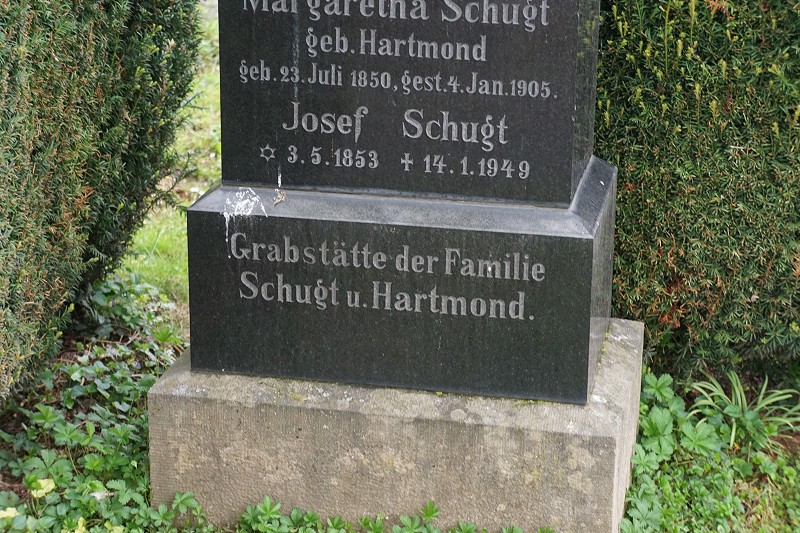 Margaretha Schugt
geb. Hartmond
geb. 23. Juli 1850, gest. 4. Jan. 1905.
Josef Schugt
✡ 3.5.1853 ✝ 14.1.1949
Grabstätte der Familie
Schugt u. Hartmond.